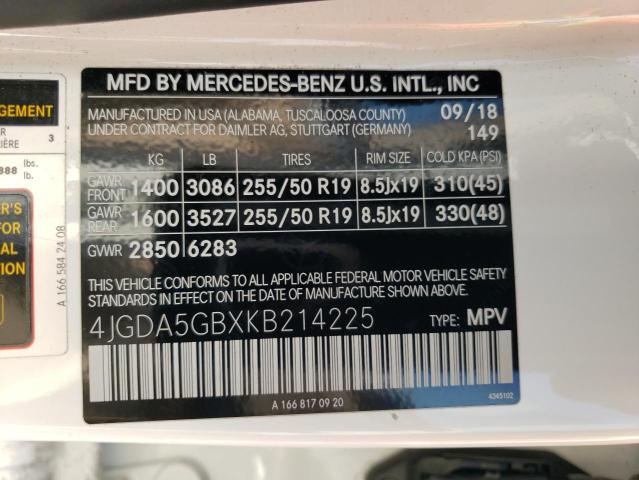 MFD BY MERCEDES-BENZ U.S. INTL., INC
MANUFACTURED IN USA (ALABAMA, TUSCALOOSA COUNTY) 09/18
UNDER CONTRACT FOR DAIMLER AG, STUTTGART (GERMANY) 149
KG LB TIRES RIM SIZE COLD KPA (PSI)
GAWR FRONT 1400 3086 255/50 R19 8.5Jx19 310(45)
GAWR REAR 1600 3527 255/50 R19 8.5Jx19 330(48)
GVWR 2850 6283
THIS VEHICLE CONFORMS TO ALL APPLICABLE FEDERAL MOTOR VEHICLE SAFETY
STANDARDS IN EFFECT ON THE DATE OF MANUFACTURE SHOWN ABOVE.
4JGDA5GBXKB214225 TYPE: MPV
A 166 817 09 20
4345102
AGEMENT
3
lbs.
lb.
A 166 584 24 08